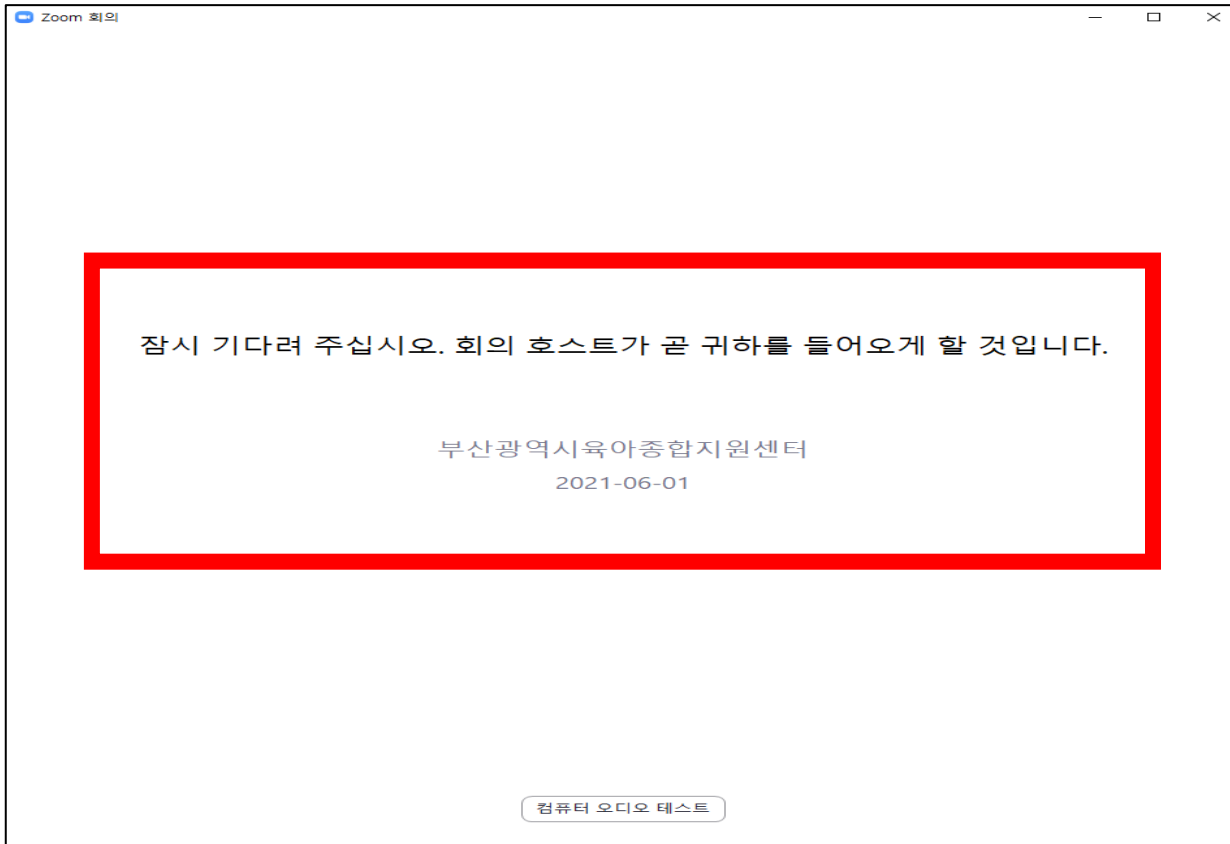 Zoom 회의
잠시 기다려 주십시오. 회의 호스트가 곧 귀하를 들어오게 할 것입니다.
부산광역시육아종합지원센터
2021-06-01
컴퓨터 오디오 테스트